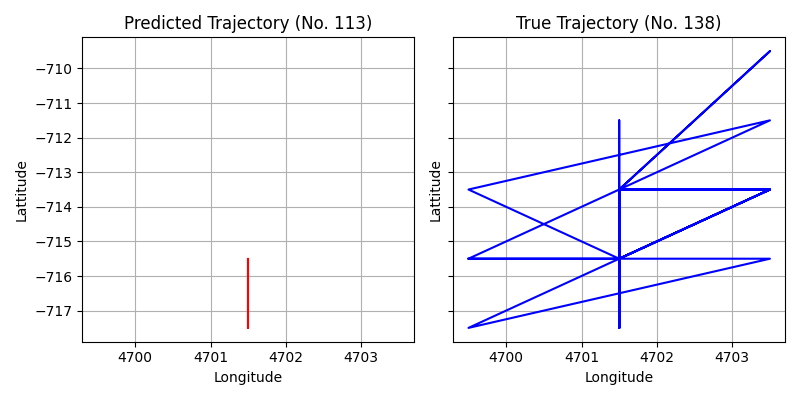 Predicted Trajectory (No. 113)
True Trajectory (No. 138)
Lattitude
−710
−711
−712
−713
−714
−715
−716
−717
4700
4701
4702
4703
Longitude
Lattitude
4700
4701
4702
4703
Longitude